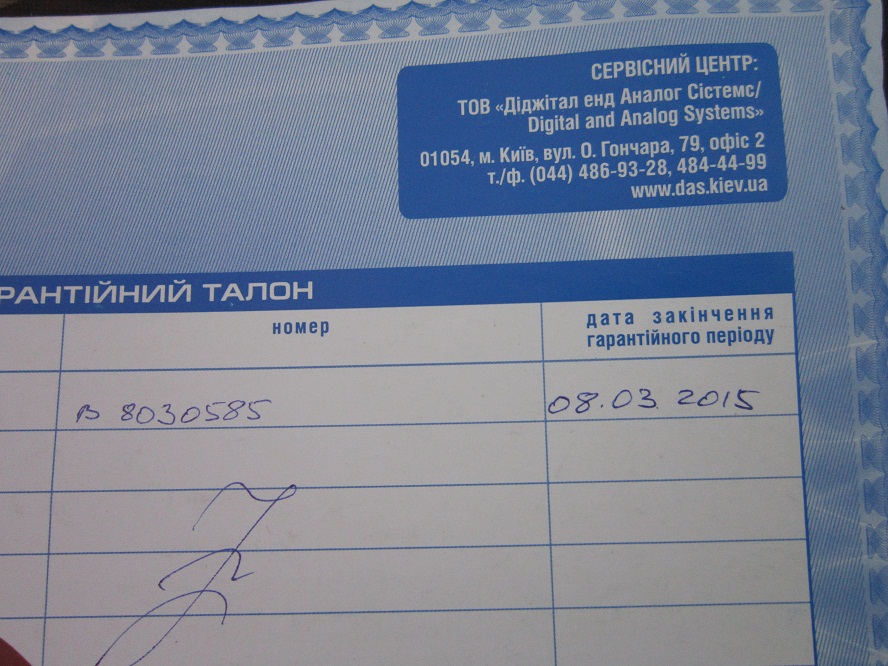 СЕРВІСНИЙ ЦЕНТР:
ТОВ «Діджітал енд Аналог Сістемс/
Digital and Analog Systems»
01054, м. Київ, вул. О. Гончара, 79, офіс 2
т./ф. (044) 486-93-28, 484-44-99
www.das.kiev.ua
РАНТІЙНИЙ ТАЛОН
номер
дата закінчення
гарантійного періоду
В 8030585
08.03.2015